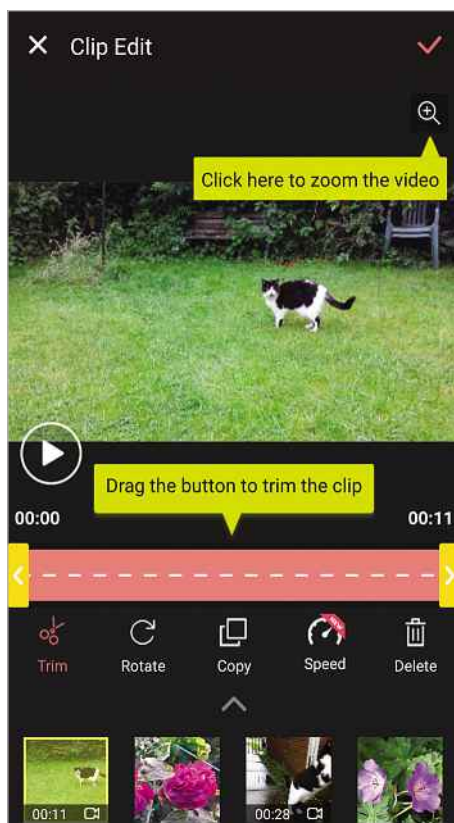 Clip Edit
Click here to zoom the video
Drag the button to trim the clip
00:00 00:11
Trim Rotate Copy Speed Delete
NEW
00:11 00:28